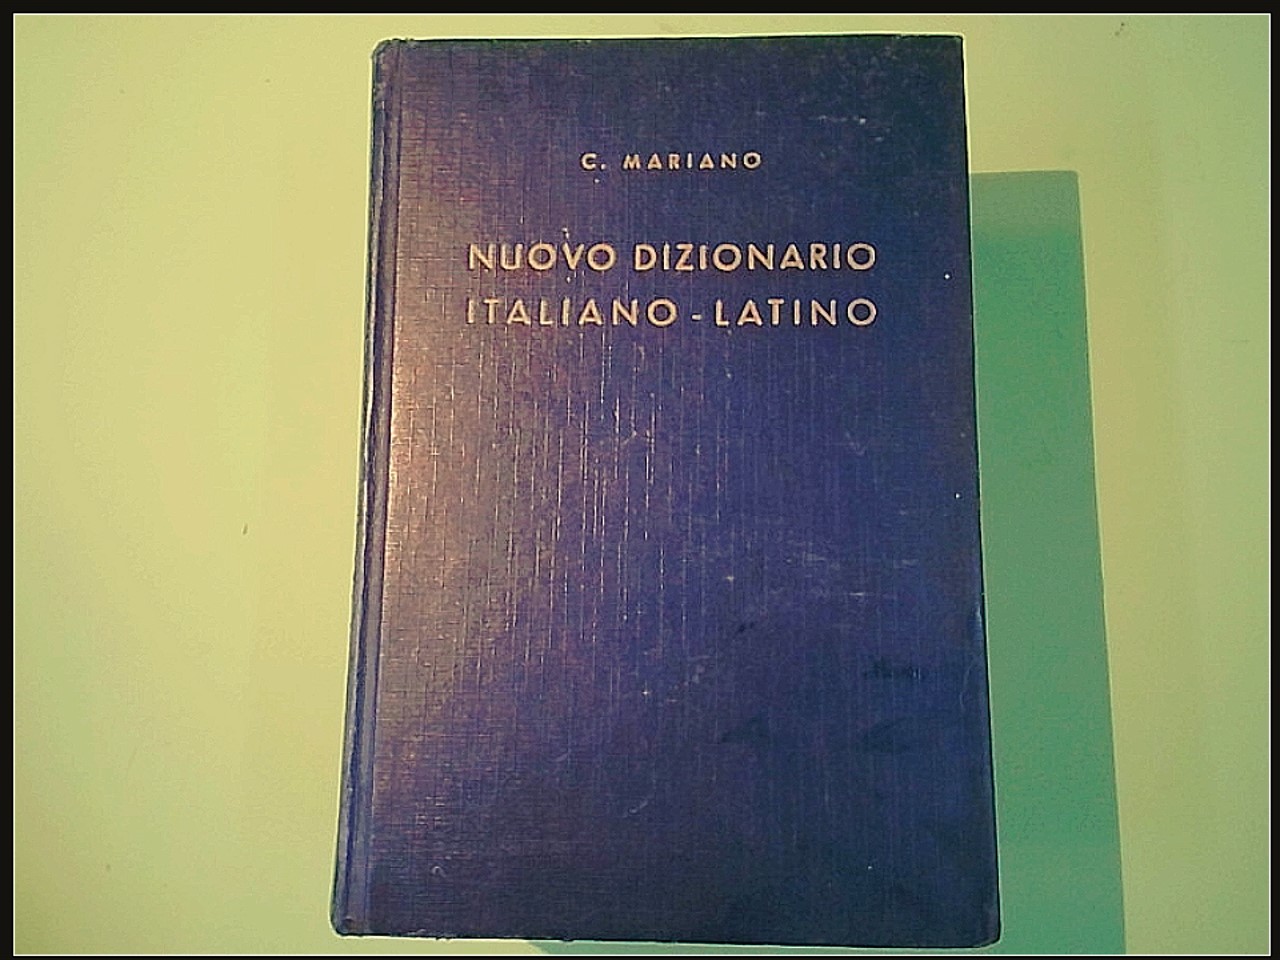 C. MARIANO
NUOVO DIZIONARIO
ITALIANO - LATINO